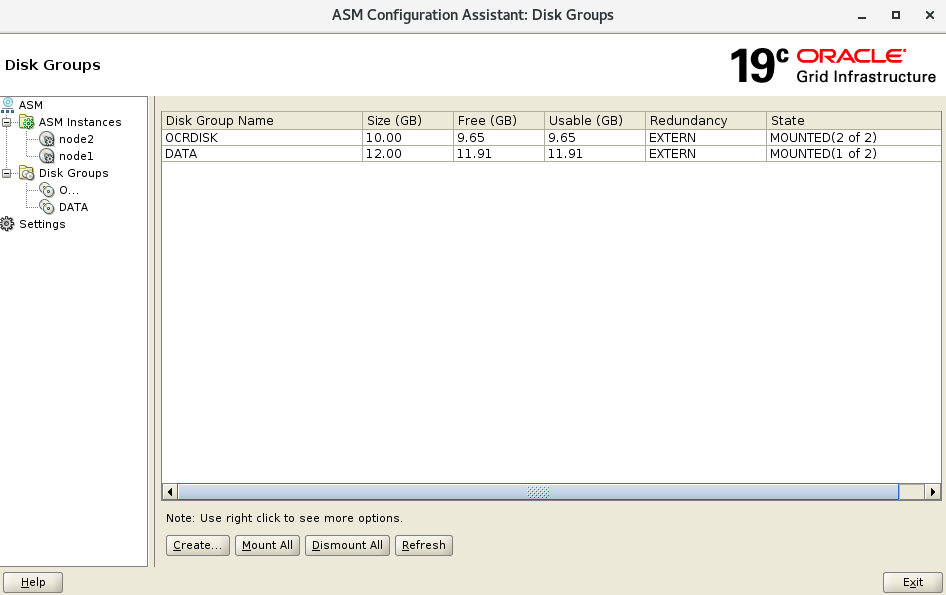 ASM Configuration Assistant: Disk Groups
Disk Groups
19c ORACLE
Grid Infrastructure
ASM
ASM Instances
node2
node1
Disk Groups
O...
DATA
Settings
Disk Group Name Size (GB) Free (GB) Usable (GB) Redundancy State
OCRDISK 10.00 9.65 9.65 EXTERN MOUNTED(2 of 2)
DATA 12.00 11.91 11.91 EXTERN MOUNTED(1 of 2)
Note: Use right click to see more options.
Create... Mount All Dismount All Refresh
Help Exit